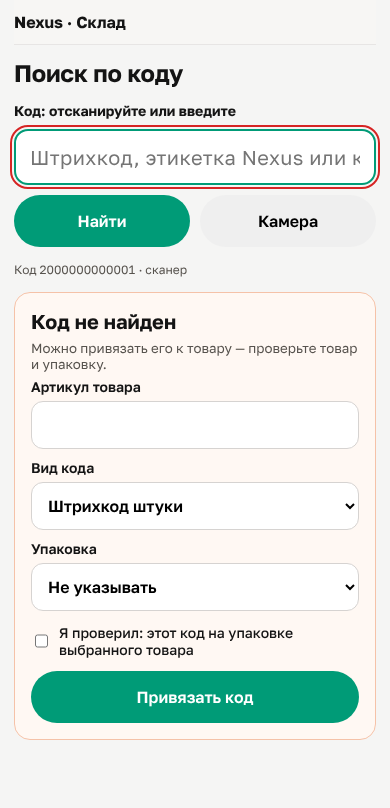 Nexus · Склад
Поиск по коду
Код: отсканируйте или введите
Штрихкод, этикетка Nexus или к
Найти
Камера
Код 2000000000001 · сканер
Код не найден
Можно привязать его к товару — проверьте товар
и упаковку.
Артикул товара
Вид кода
Штрихкод штуки
Упаковка
Не указывать
Я проверил: этот код на упаковке
выбранного товара
Привязать код